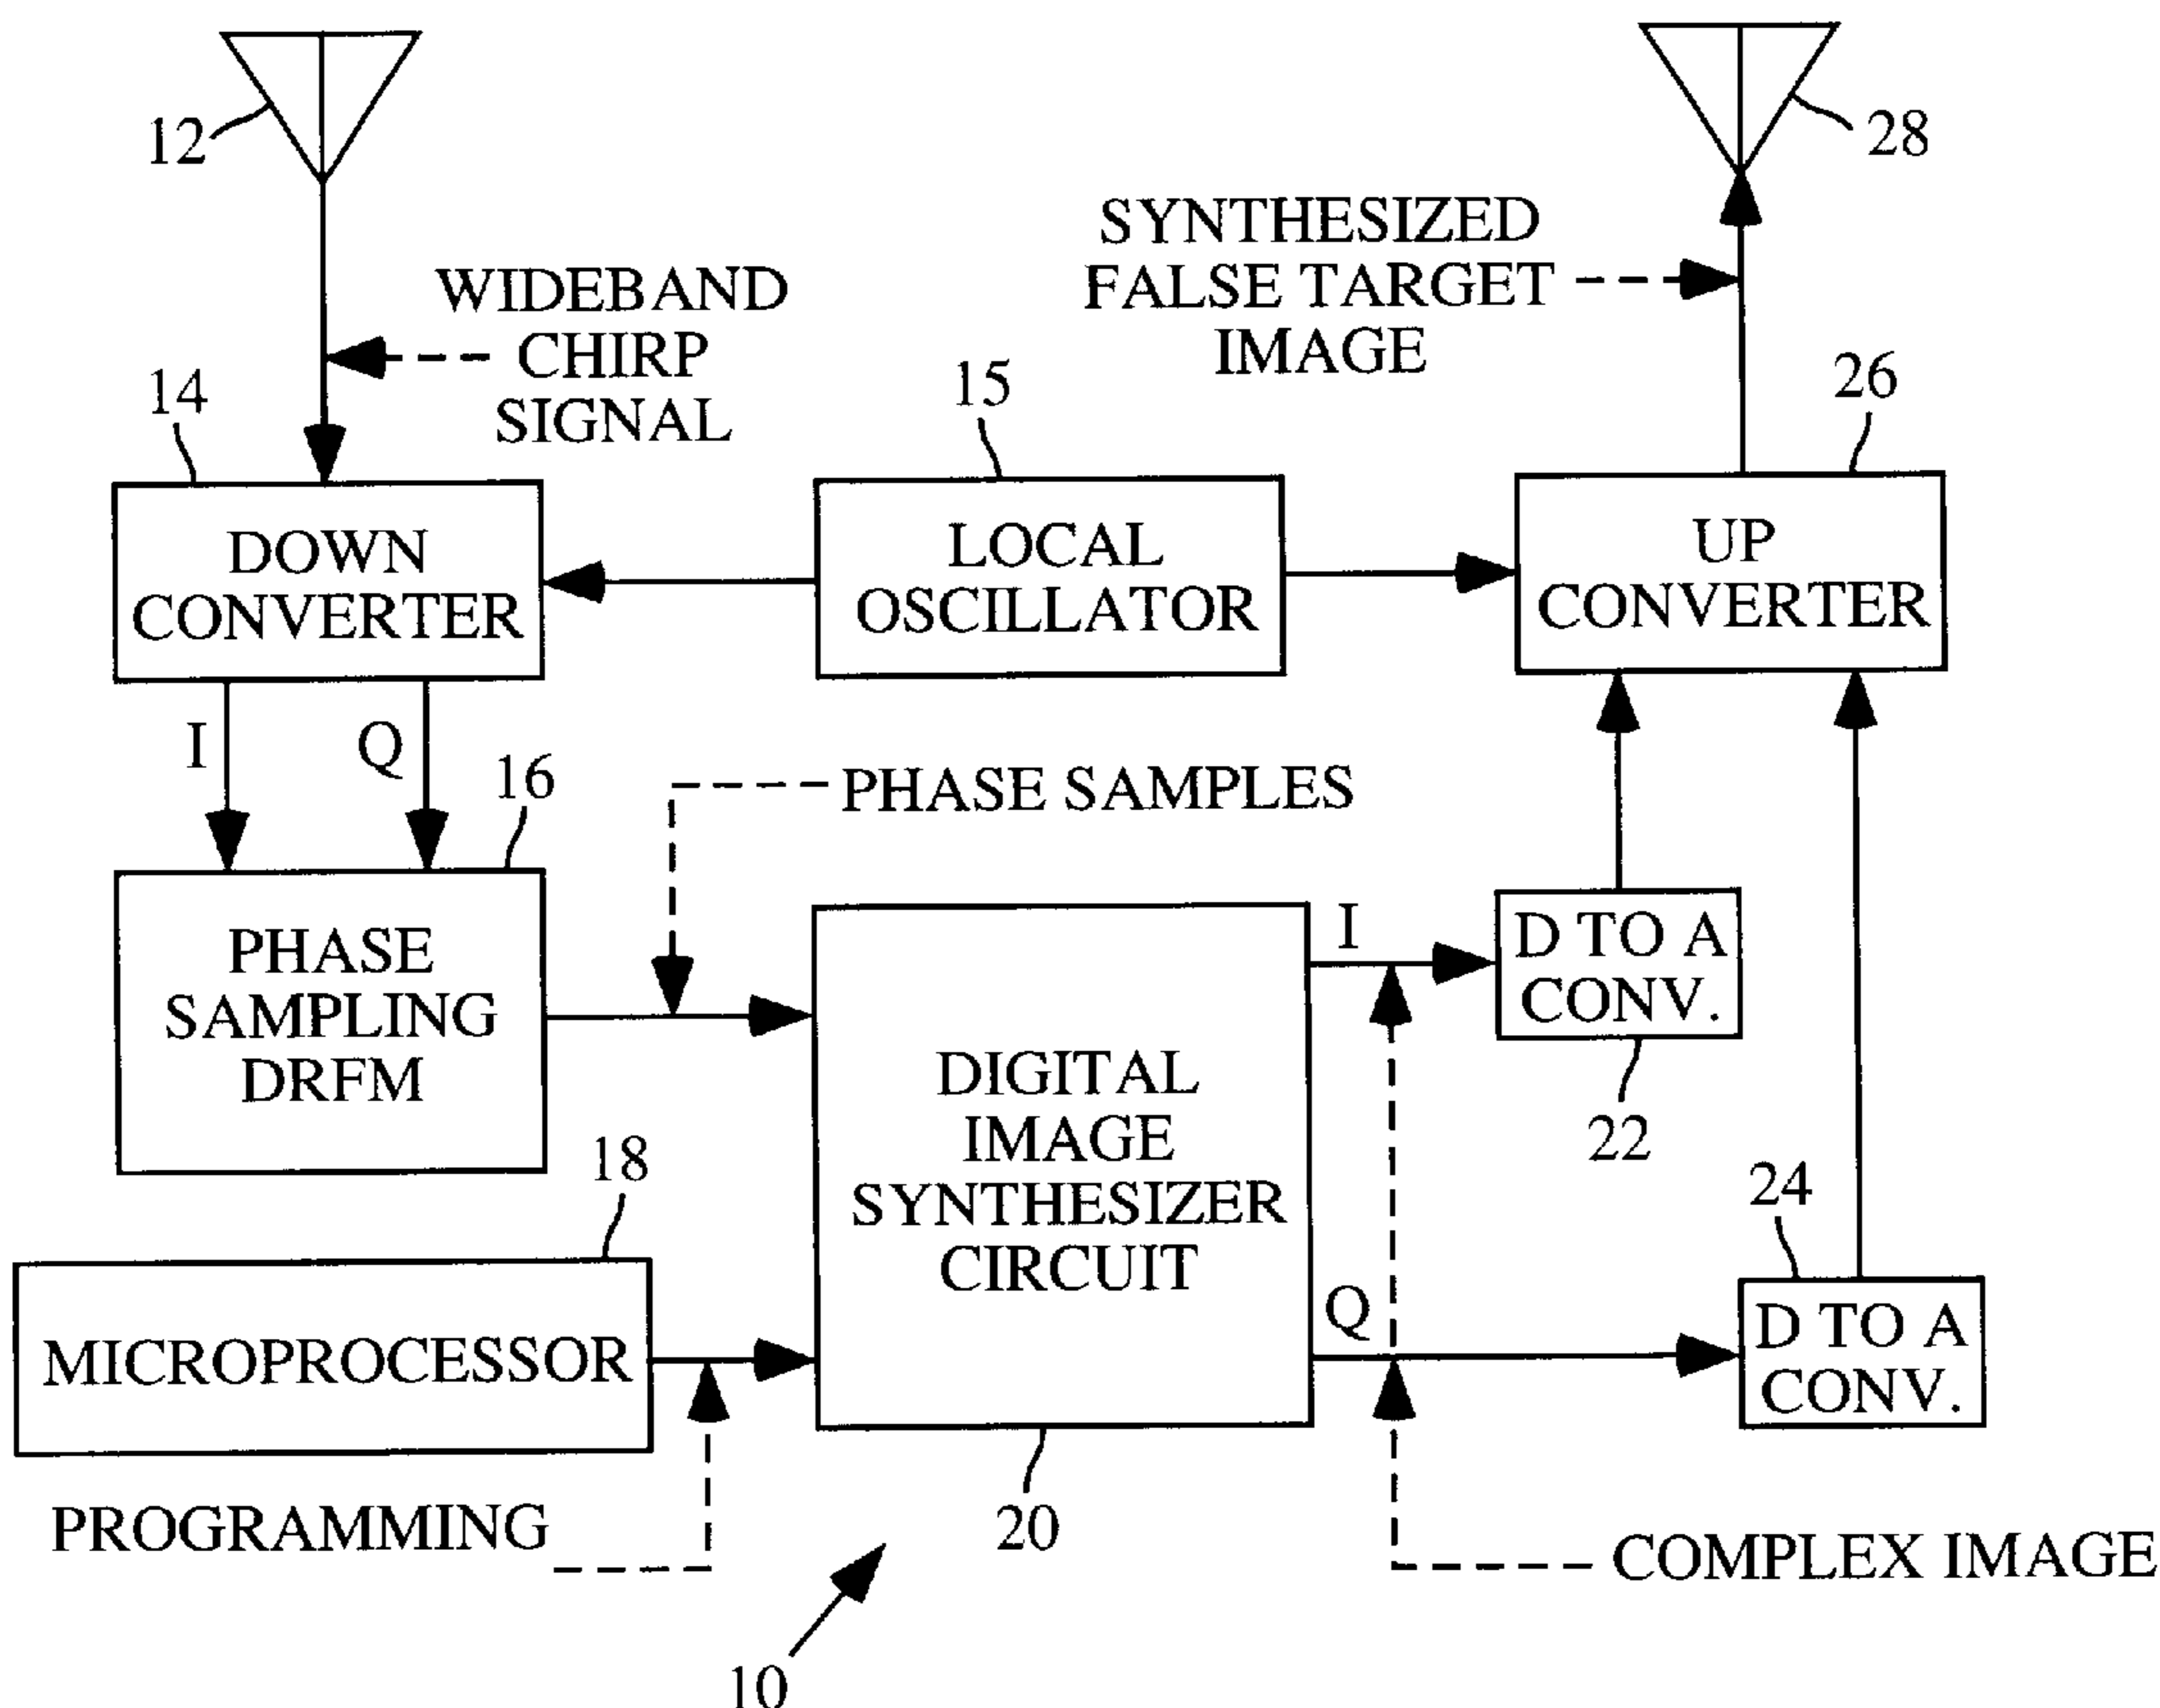 12
28
SYNTHESIZED
FALSE TARGET
IMAGE
WIDEBAND
CHIRP
SIGNAL
14
15
26
DOWN
CONVERTER
LOCAL
OSCILLATOR
UP
CONVERTER
I
Q
16
PHASE SAMPLES
PHASE
SAMPLING
DRFM
I
D TO A
CONV.
22
DIGITAL
IMAGE
SYNTHESIZER
CIRCUIT
18
24
MICROPROCESSOR
Q
D TO A
CONV.
PROGRAMMING
20
COMPLEX IMAGE
10